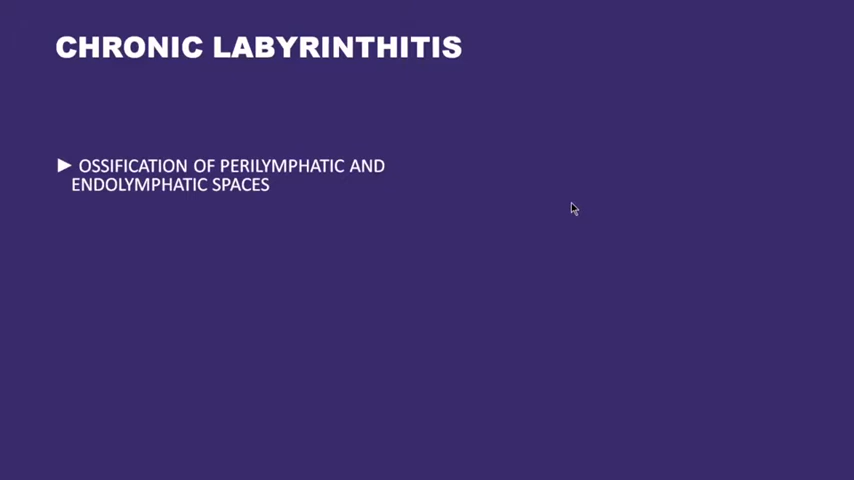 CHRONIC LABYRINTHITIS
► OSSIFICATION OF PERILYMPHATIC AND
ENDOLYMPHATIC SPACES